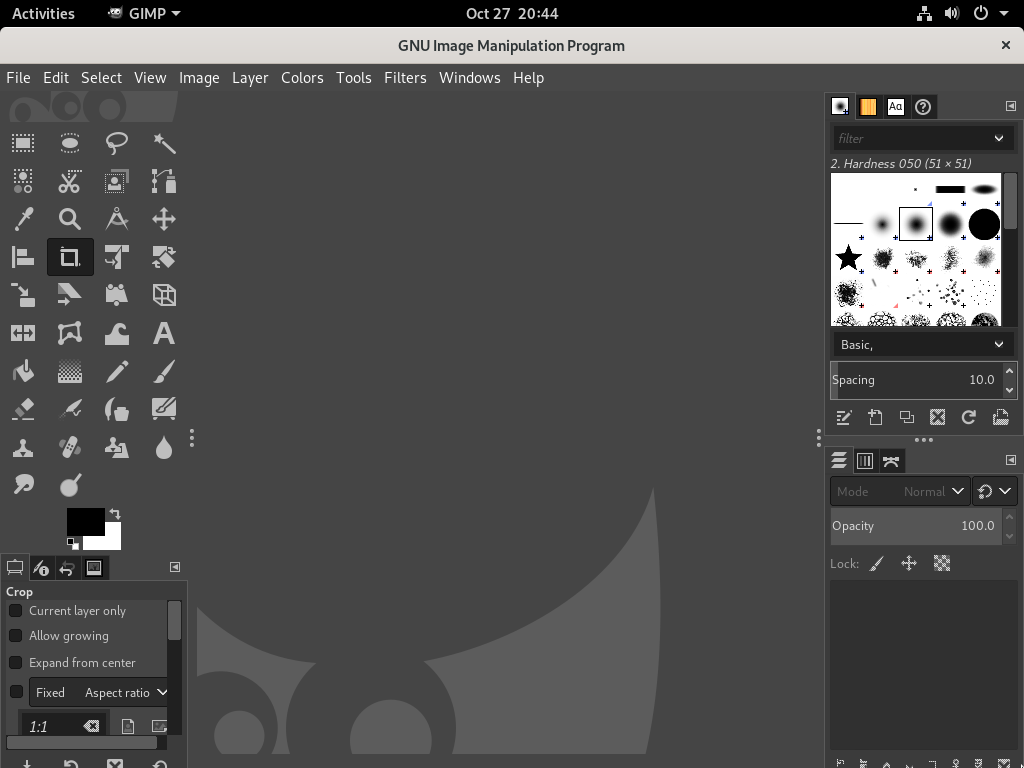 Activities GIMP Oct 27 20:44
GNU Image Manipulation Program
File Edit Select View Image Layer Colors Tools Filters Windows Help
Aa
filter
2. Hardness 050 (51 × 51)
Basic,
Spacing 10.0
Mode Normal
Opacity 100.0
Lock:
Crop
Current layer only
Allow growing
Expand from center
Fixed Aspect ratio
1:1